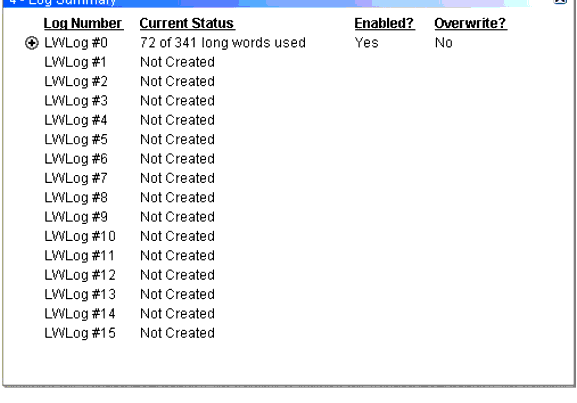 4 - Log Summary
Log Number Current Status Enabled? Overwrite?
LWLog #0 72 of 341 long words used Yes No
LWLog #1 Not Created
LWLog #2 Not Created
LWLog #3 Not Created
LWLog #4 Not Created
LWLog #5 Not Created
LWLog #6 Not Created
LWLog #7 Not Created
LWLog #8 Not Created
LWLog #9 Not Created
LWLog #10 Not Created
LWLog #11 Not Created
LWLog #12 Not Created
LWLog #13 Not Created
LWLog #14 Not Created
LWLog #15 Not Created